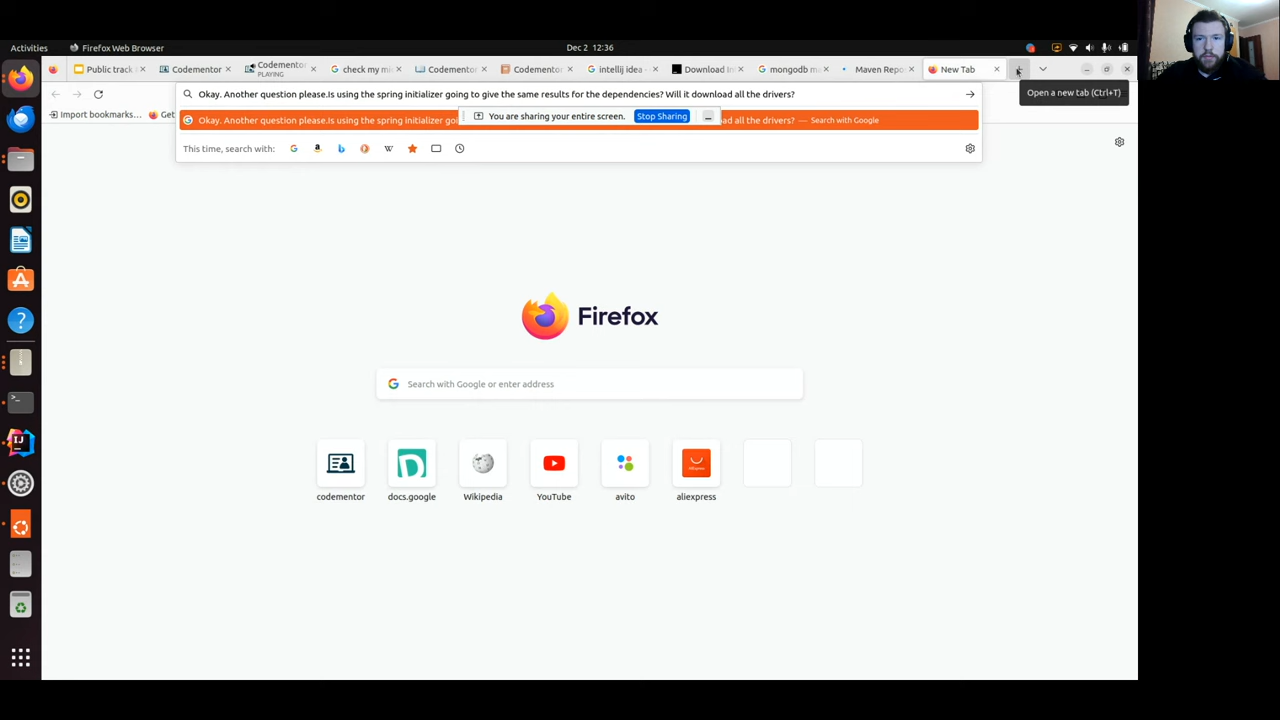 Activities
Firefox Web Browser
Dec 2 12:36
Public track
Codementor
Codementor
PLAYING
check my mi
Codementor
Codementor
intellij idea
Download In
mongodb m
Maven Repo
New Tab
Okay. Another question please.Is using the spring initializer going to give the same results for the dependencies? Will it download all the drivers?
Open a new tab (Ctrl+T)
Import bookmarks...
Get
Okay. Another question please.Is using the spring initializer goi
You are sharing your entire screen.
Stop Sharing
ad all the drivers? — Search with Google
This time, search with:
Firefox
Search with Google or enter address
codementor
docs.google
Wikipedia
YouTube
avito
aliexpress